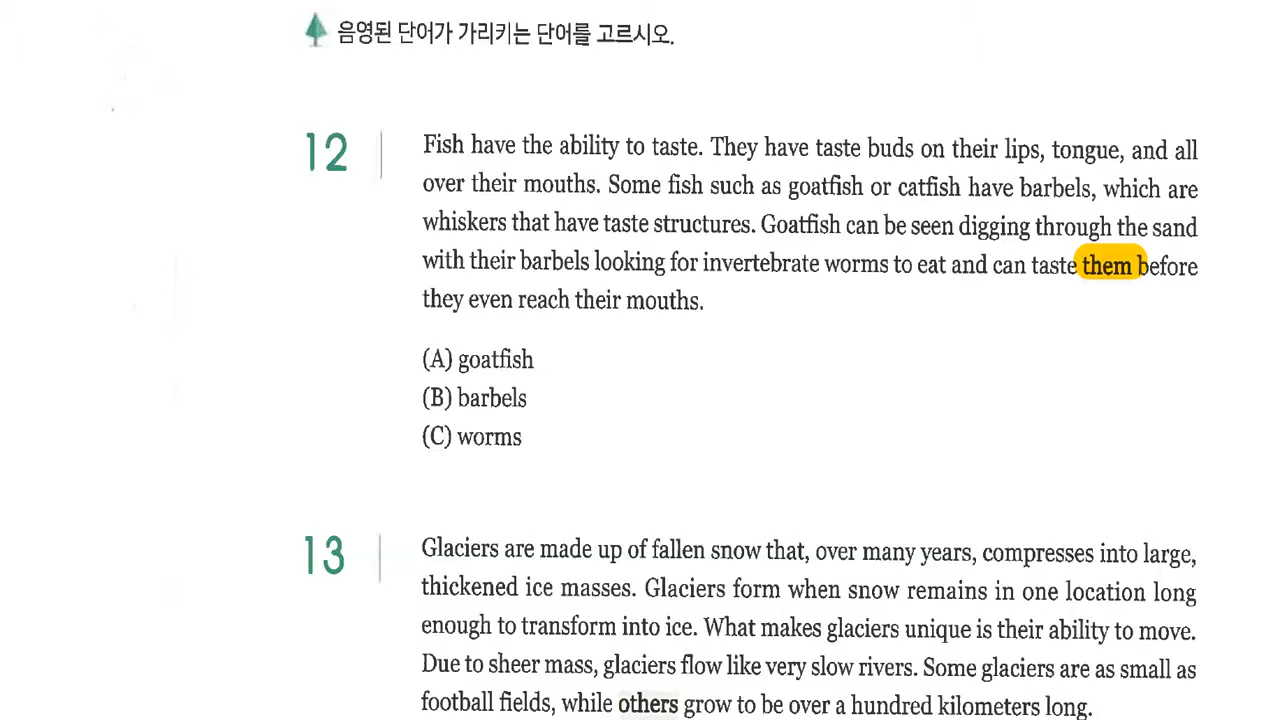 음영된 단어가 가리키는 단어를 고르시오.
12
Fish have the ability to taste. They have taste buds on their lips, tongue, and all
over their mouths. Some fish such as goatfish or catfish have barbels, which are
whiskers that have taste structures. Goatfish can be seen digging through the sand
with their barbels looking for invertebrate worms to eat and can taste them before
they even reach their mouths.
(A) goatfish
(B) barbels
(C) worms
13
Glaciers are made up of fallen snow that, over many years, compresses into large,
thickened ice masses. Glaciers form when snow remains in one location long
enough to transform into ice. What makes glaciers unique is their ability to move.
Due to sheer mass, glaciers flow like very slow rivers. Some glaciers are as small as
football fields, while others grow to be over a hundred kilometers long.